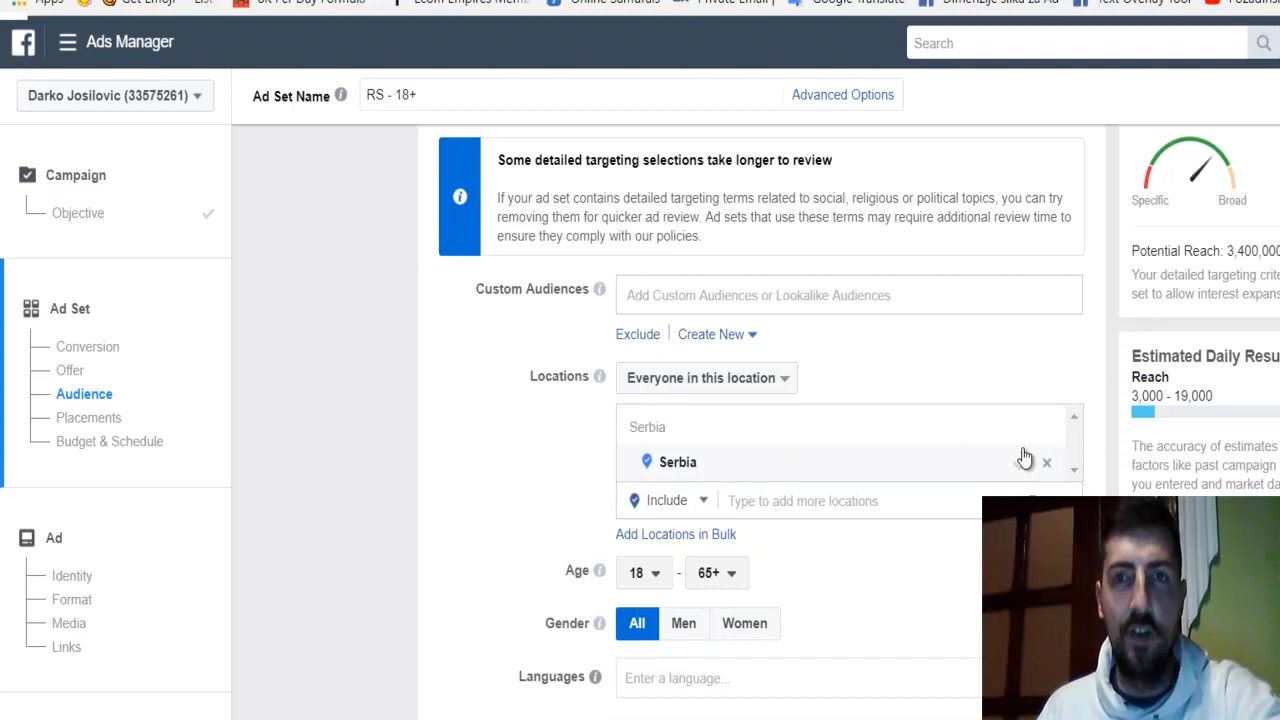 Apps
Get Emoji
List
Per Day Formula
Ecom Empires Memb
Online Samurais
Private Email |
Google Translate
Dimenzije slika za Ad
Text Overlay Tool
Pozadins
Ads Manager
Search
Darko Josilovic (33575261)
Ad Set Name
RS - 18+
Advanced Options
Campaign
Objective
Ad Set
Conversion
Offer
Audience
Placements
Budget & Schedule
Ad
Identity
Format
Media
Links
Some detailed targeting selections take longer to review
If your ad set contains detailed targeting terms related to social, religious or political topics, you can try
removing them for quicker ad review. Ad sets that use these terms may require additional review time to
ensure they comply with our policies.
Custom Audiences
Add Custom Audiences or Lookalike Audiences
Exclude
Create New
Locations
Everyone in this location
Serbia
Serbia
Include
Type to add more locations
Add Locations in Bulk
Age
18 - 65+
Gender
All Men Women
Languages
Enter a language...
Specific
Broad
Potential Reach: 3,400,000
Your detailed targeting crite
set to allow interest expans
Estimated Daily Resu
Reach
3,000 - 19,000
The accuracy of estimates
factors like past campaign
you entered and market da